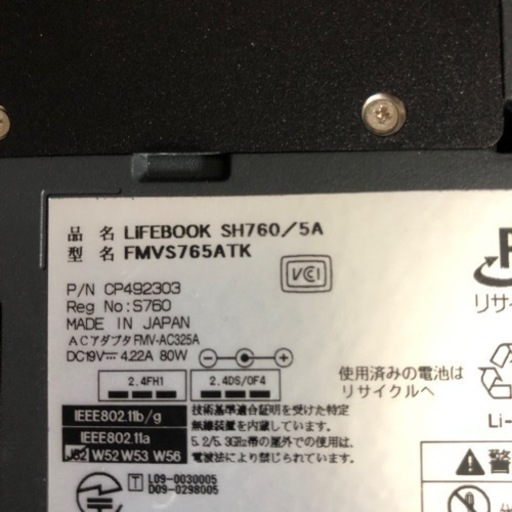 品 名 LiFEBOOK SH760/5A
型 名 FMVS765ATK
VCI
P/N CP492303
Reg No:S760
MADE IN JAPAN
ACアダプタ FMV-AC325A
DC19V⎓4.22A 80W
2.4FH1
2.4DS/OF4
IEEE802.11b/g
IEEE802.11a
J52 W52 W53 W56
技術基準適合証明を受けた特定
無線装置を内蔵しています。
5.2/5.3GHz帯の屋外での使用は、
電波法により禁じられています。
T L09-0030005
D09-0298005
リサイ
使用済みの電池は
リサイクルへ
Li-
警